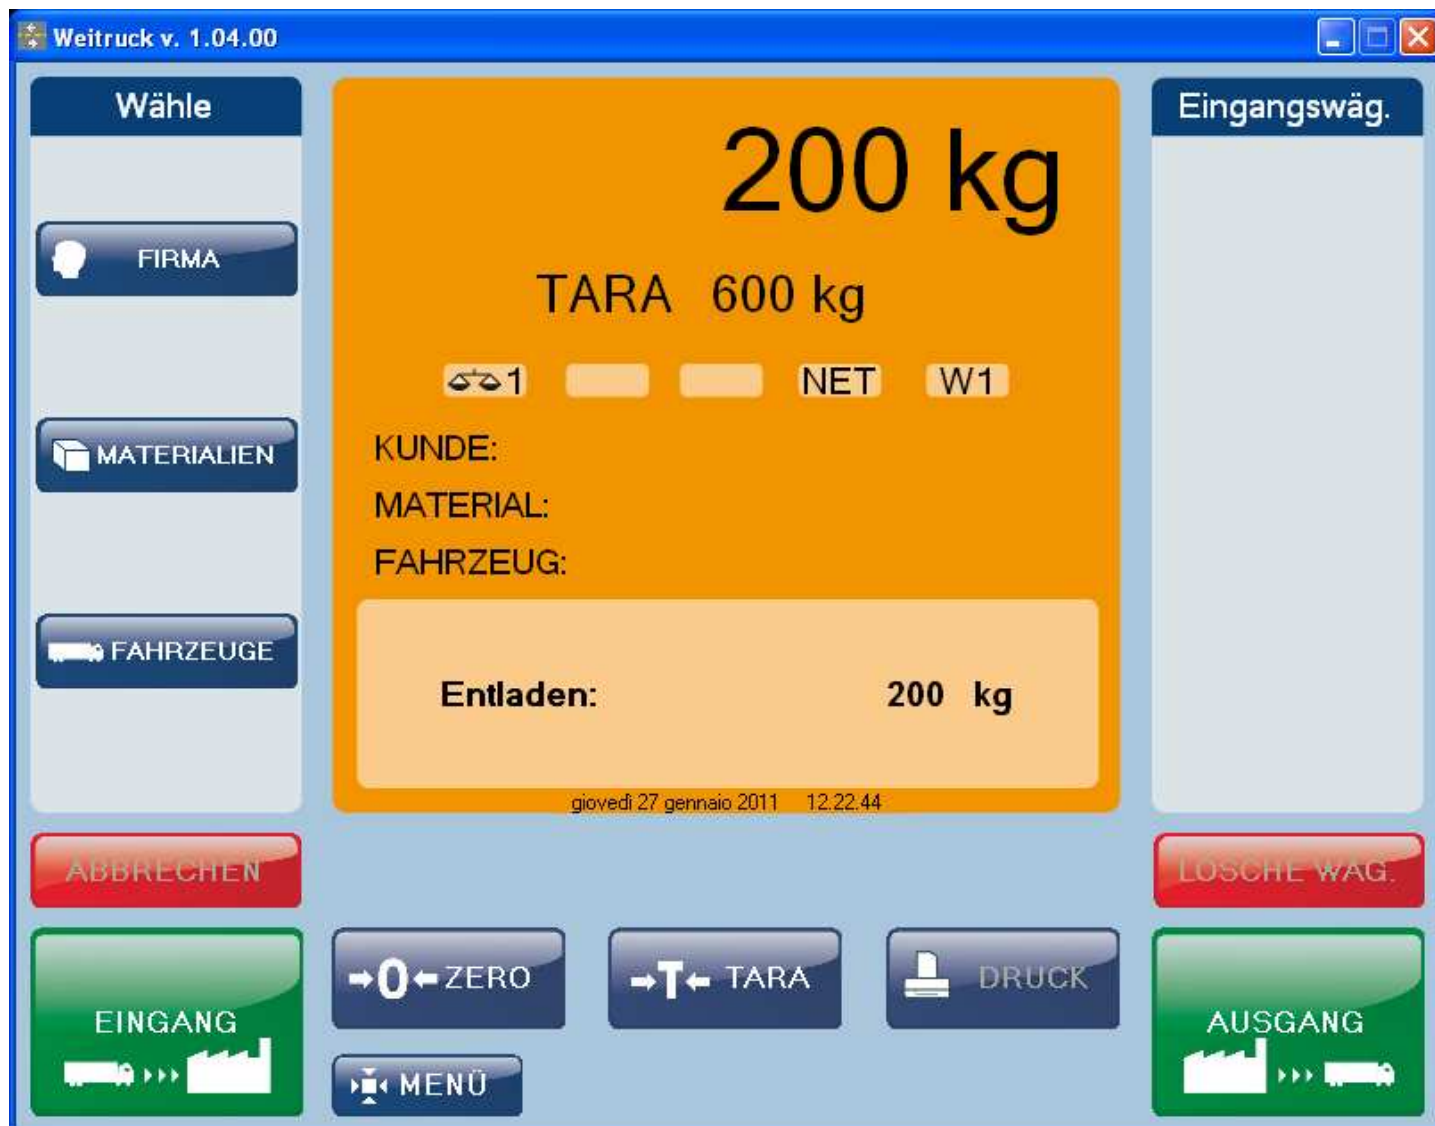 Weitruck v. 1.04.00
Wähle
Eingangswäg.
200 kg
FIRMA
TARA 600 kg
1
NET
W1
KUNDE:
MATERIALIEN
MATERIAL:
FAHRZEUG:
FAHRZEUGE
Entladen: 200 kg
giovedì 27 gennaio 2011 12.22.44
ABBRECHEN
LÖSCHE WÄG.
→0← ZERO
→T← TARA
DRUCK
EINGANG
AUSGANG
MENÜ